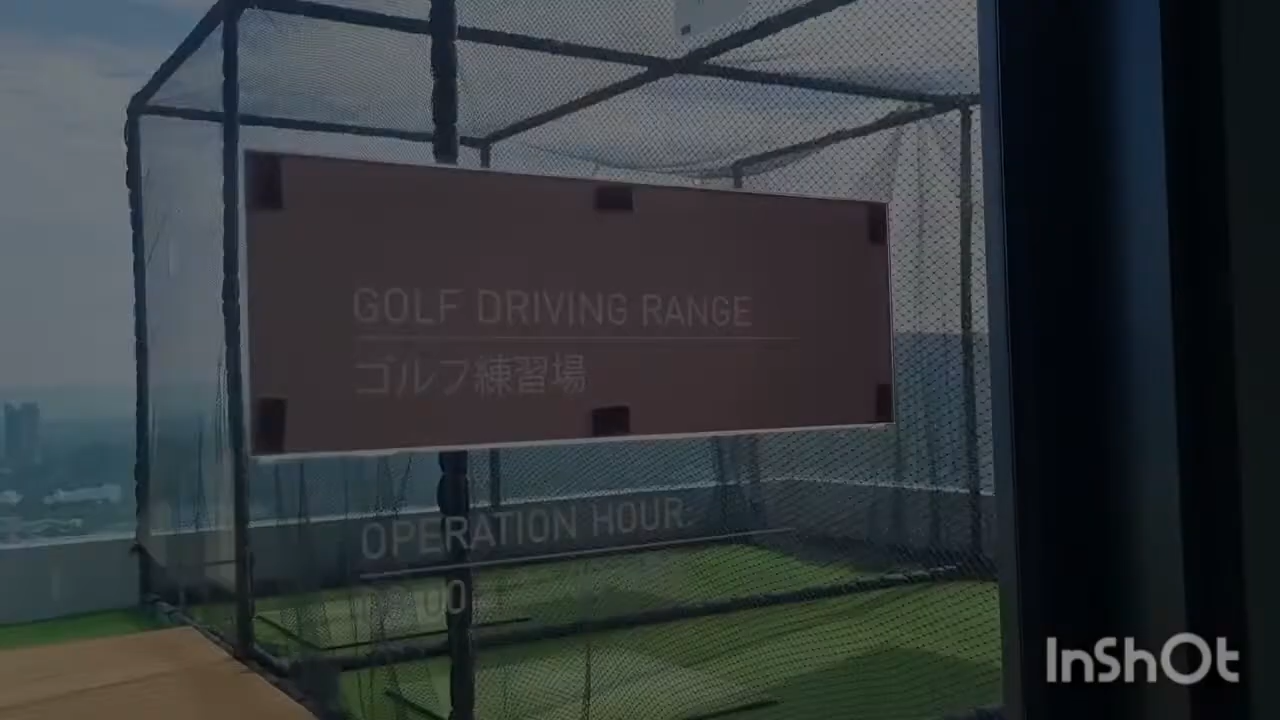 GOLF DRIVING RANGE
ゴルフ練習場
OPERATION HOUR
InShOt